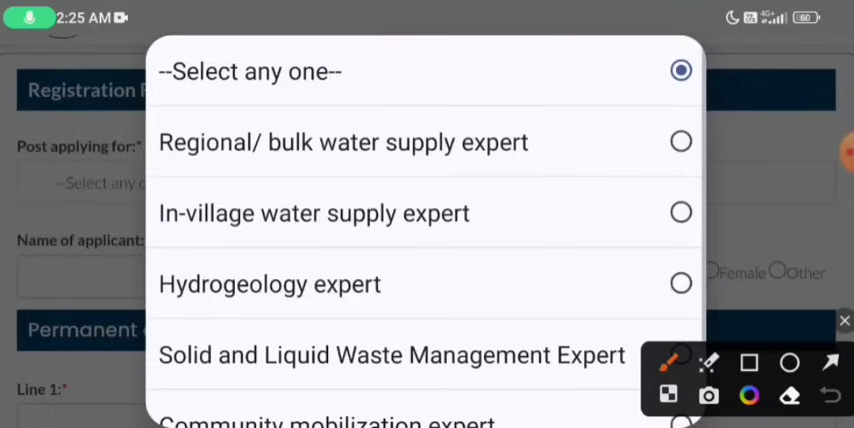 2:25 AM
4G+
60
--Select any one--
Registration
Regional/ bulk water supply expert
Post applying for:*
--Select any
In-village water supply expert
Name of applicant:
Hydrogeology expert
Female Other
Permanent
Solid and Liquid Waste Management Expert
Line 1:*
Community mobilization expert